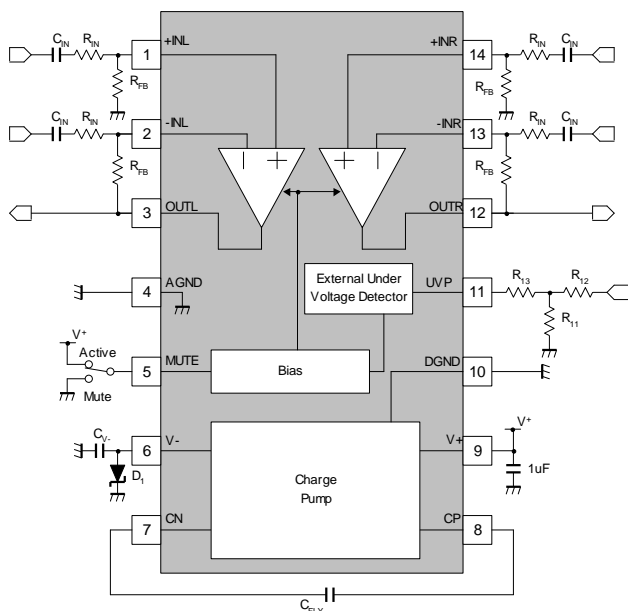 CIN RIN +INL 1
RFB
CIN RIN -INL 2
RFB
OUTL 3
AGND 4
V+
Active
MUTE 5
Mute
CV- V- 6
D1
CN 7
CFLY
+INR 14 RIN CIN
RFB
-INR 13 RIN CIN
RFB
OUTR 12
External Under
Voltage Detector
UVP 11 R13 R12
R11
Bias
DGND 10
V+
V+ 9
1uF
Charge
Pump
CP 8